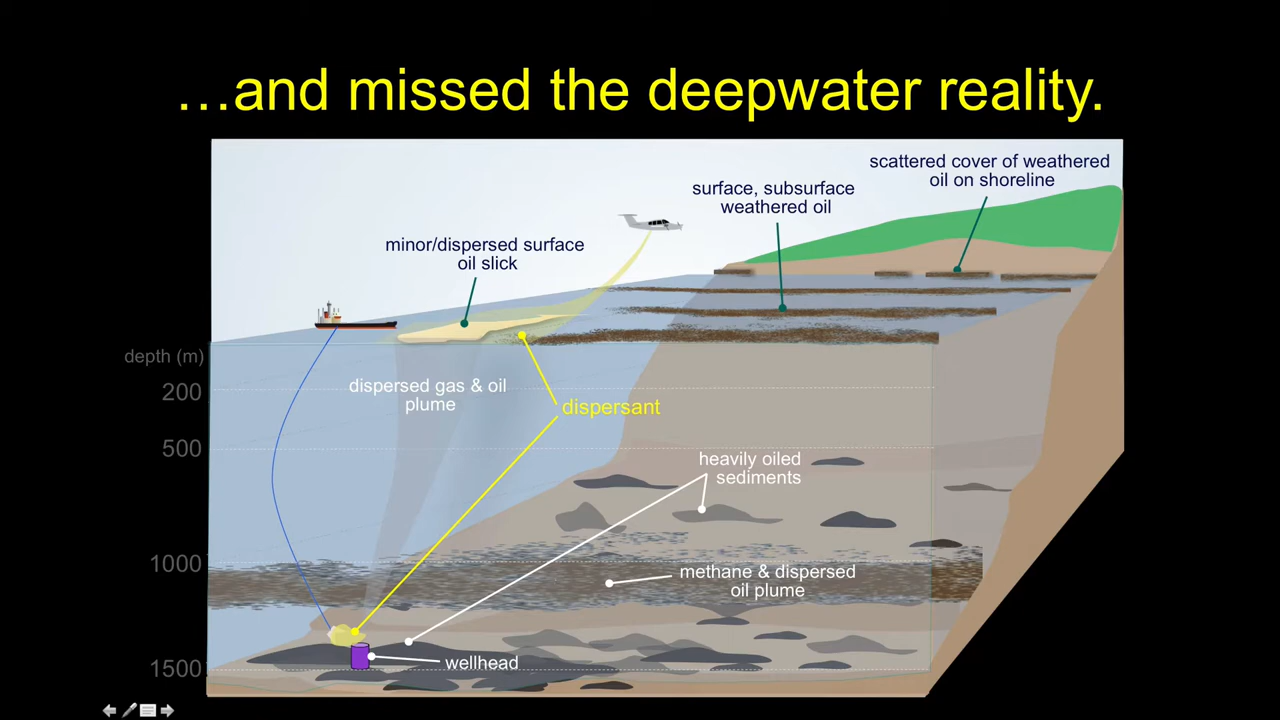 …and missed the deepwater reality.
scattered cover of weathered
oil on shoreline
surface, subsurface
weathered oil
minor/dispersed surface
oil slick
depth (m)
200
dispersed gas & oil
plume
dispersant
500
heavily oiled
sediments
1000
methane & dispersed
oil plume
wellhead
1500